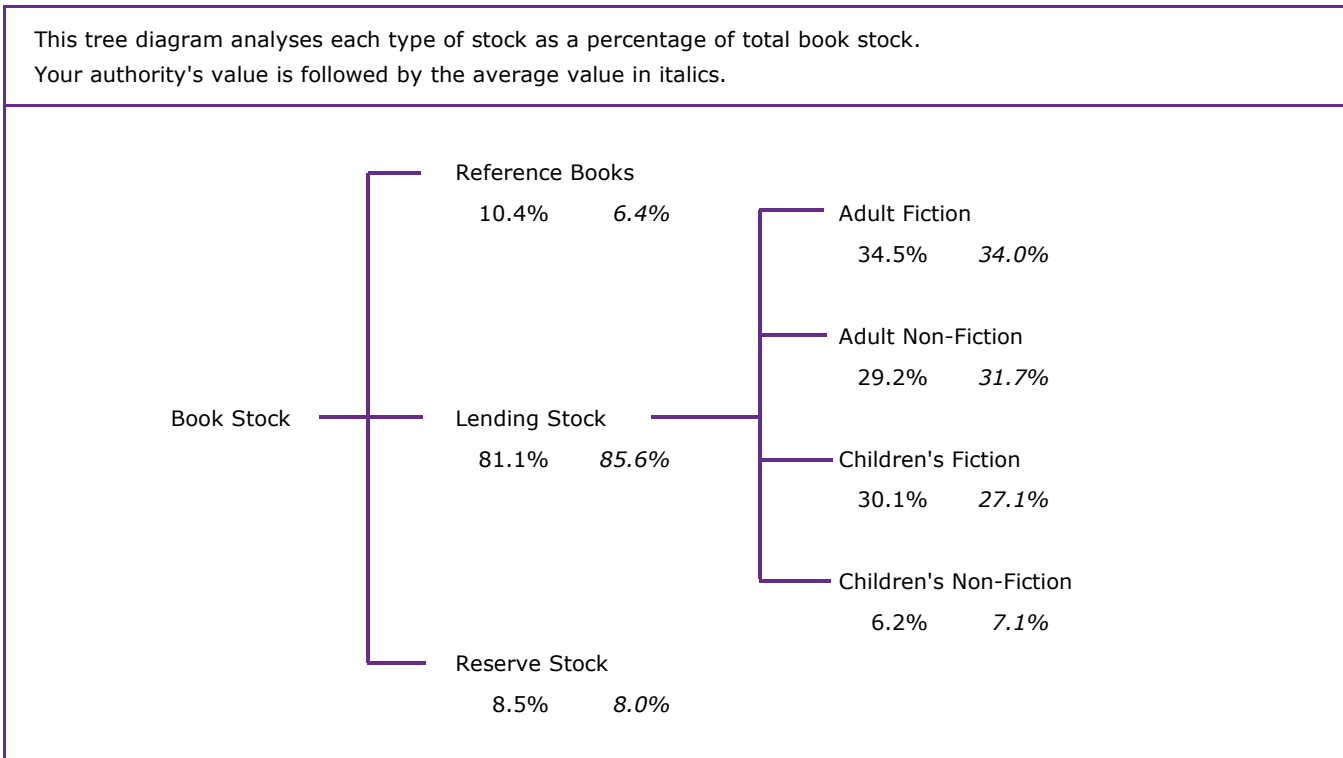 This tree diagram analyses each type of stock as a percentage of total book stock.
Your authority's value is followed by the average value in italics.
Reference Books
10.4% 6.4%
Adult Fiction
34.5% 34.0%
Adult Non-Fiction
29.2% 31.7%
Book Stock
Lending Stock
81.1% 85.6%
Children's Fiction
30.1% 27.1%
Children's Non-Fiction
6.2% 7.1%
Reserve Stock
8.5% 8.0%